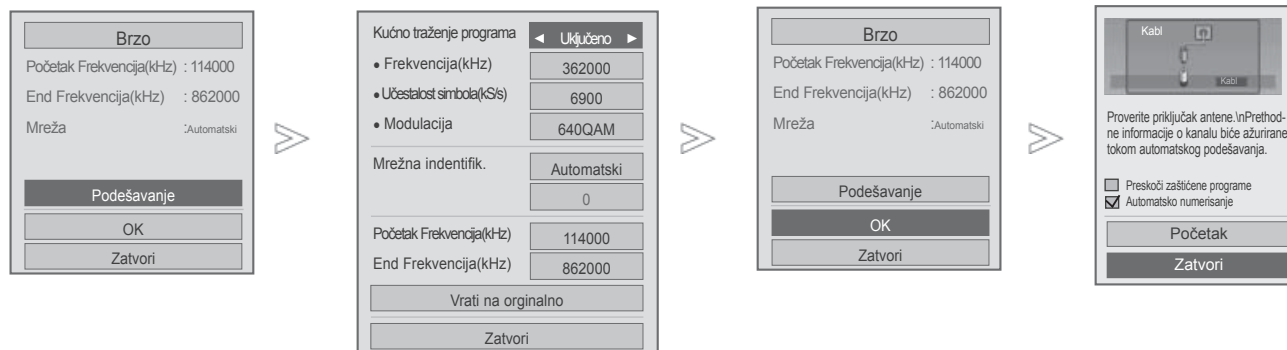 Brzo
Početak Frekvencija(kHz) : 114000
End Frekvencija(kHz) : 862000
Mreža :Automatski
Podešavanje
OK
Zatvori
Kućno traženje programa ◄ Uključeno ►
• Frekvencija(kHz) 362000
• Učestalost simbola(kS/s) 6900
• Modulacija 640QAM
Mrežna indentifik. Automatski
0
Početak Frekvencija(kHz) 114000
End Frekvencija(kHz) 862000
Vrati na orginalno
Zatvori
Brzo
Početak Frekvencija(kHz) : 114000
End Frekvencija(kHz) : 862000
Mreža :Automatski
Podešavanje
OK
Zatvori
Kabl
Kabl
Proverite priključak antene.\nPrethod-
ne informacije o kanalu biće ažurirane
tokom automatskog podešavanja.
Preskoči zaštićene programe
Automatsko numerisanje
Početak
Zatvori